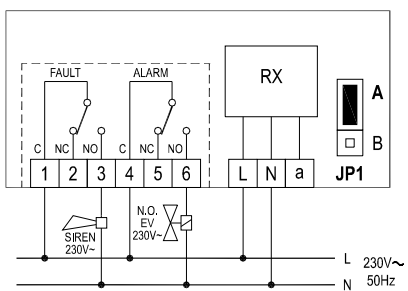 FAULT ALARM
RX
A
B
C NC NO C NC NO
1 2 3 4 5 6 L N a JP1
N.O.
EV
230V~
SIREN
230V~
L
N
230V~
50Hz